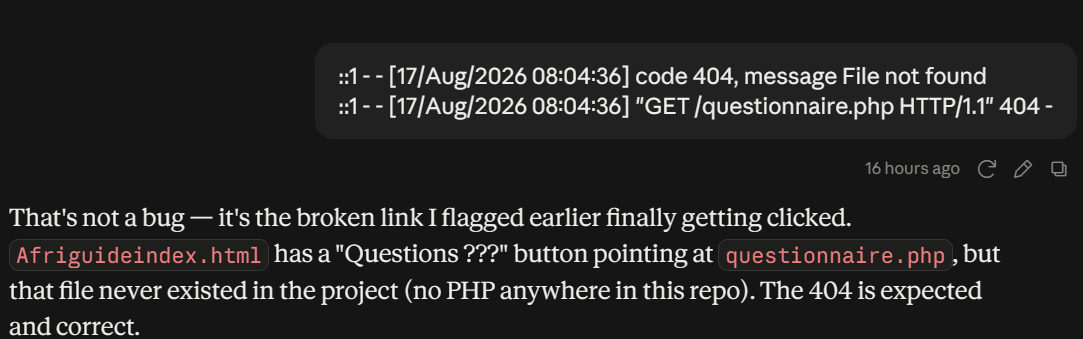 ::1 - - [17/Aug/2026 08:04:36] code 404, message File not found
::1 - - [17/Aug/2026 08:04:36] "GET /questionnaire.php HTTP/1.1" 404 -
16 hours ago
That's not a bug — it's the broken link I flagged earlier finally getting clicked.
Afriguideindex.html has a "Questions ???" button pointing at questionnaire.php, but
that file never existed in the project (no PHP anywhere in this repo). The 404 is expected
and correct.